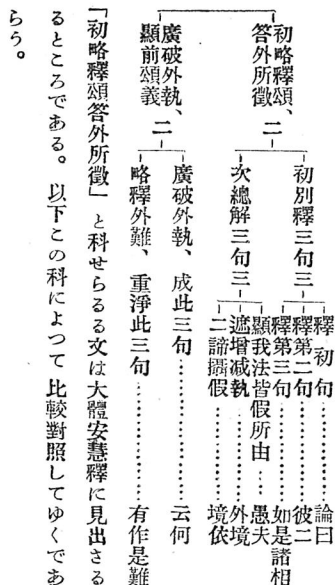 初略釋頌、答外所徵、二
初別釋三句三
釋初句……………論曰
釋第二句…………彼二
釋第三句…………如是諸相
次總解三句三
顯我法皆假所由…愚夫
遮增减執…………外境
二諦攝假…………境依
廣破外執、顯前頌義、二
廣破外執、成此三句…………云何
略釋外難、重淨此三句…………有作是難
「初略釋頌答外所徵」と科せらるる文は大體安慧釋に見出さる
るところである。以下この科によつて比較對照してゆくであ
らう。